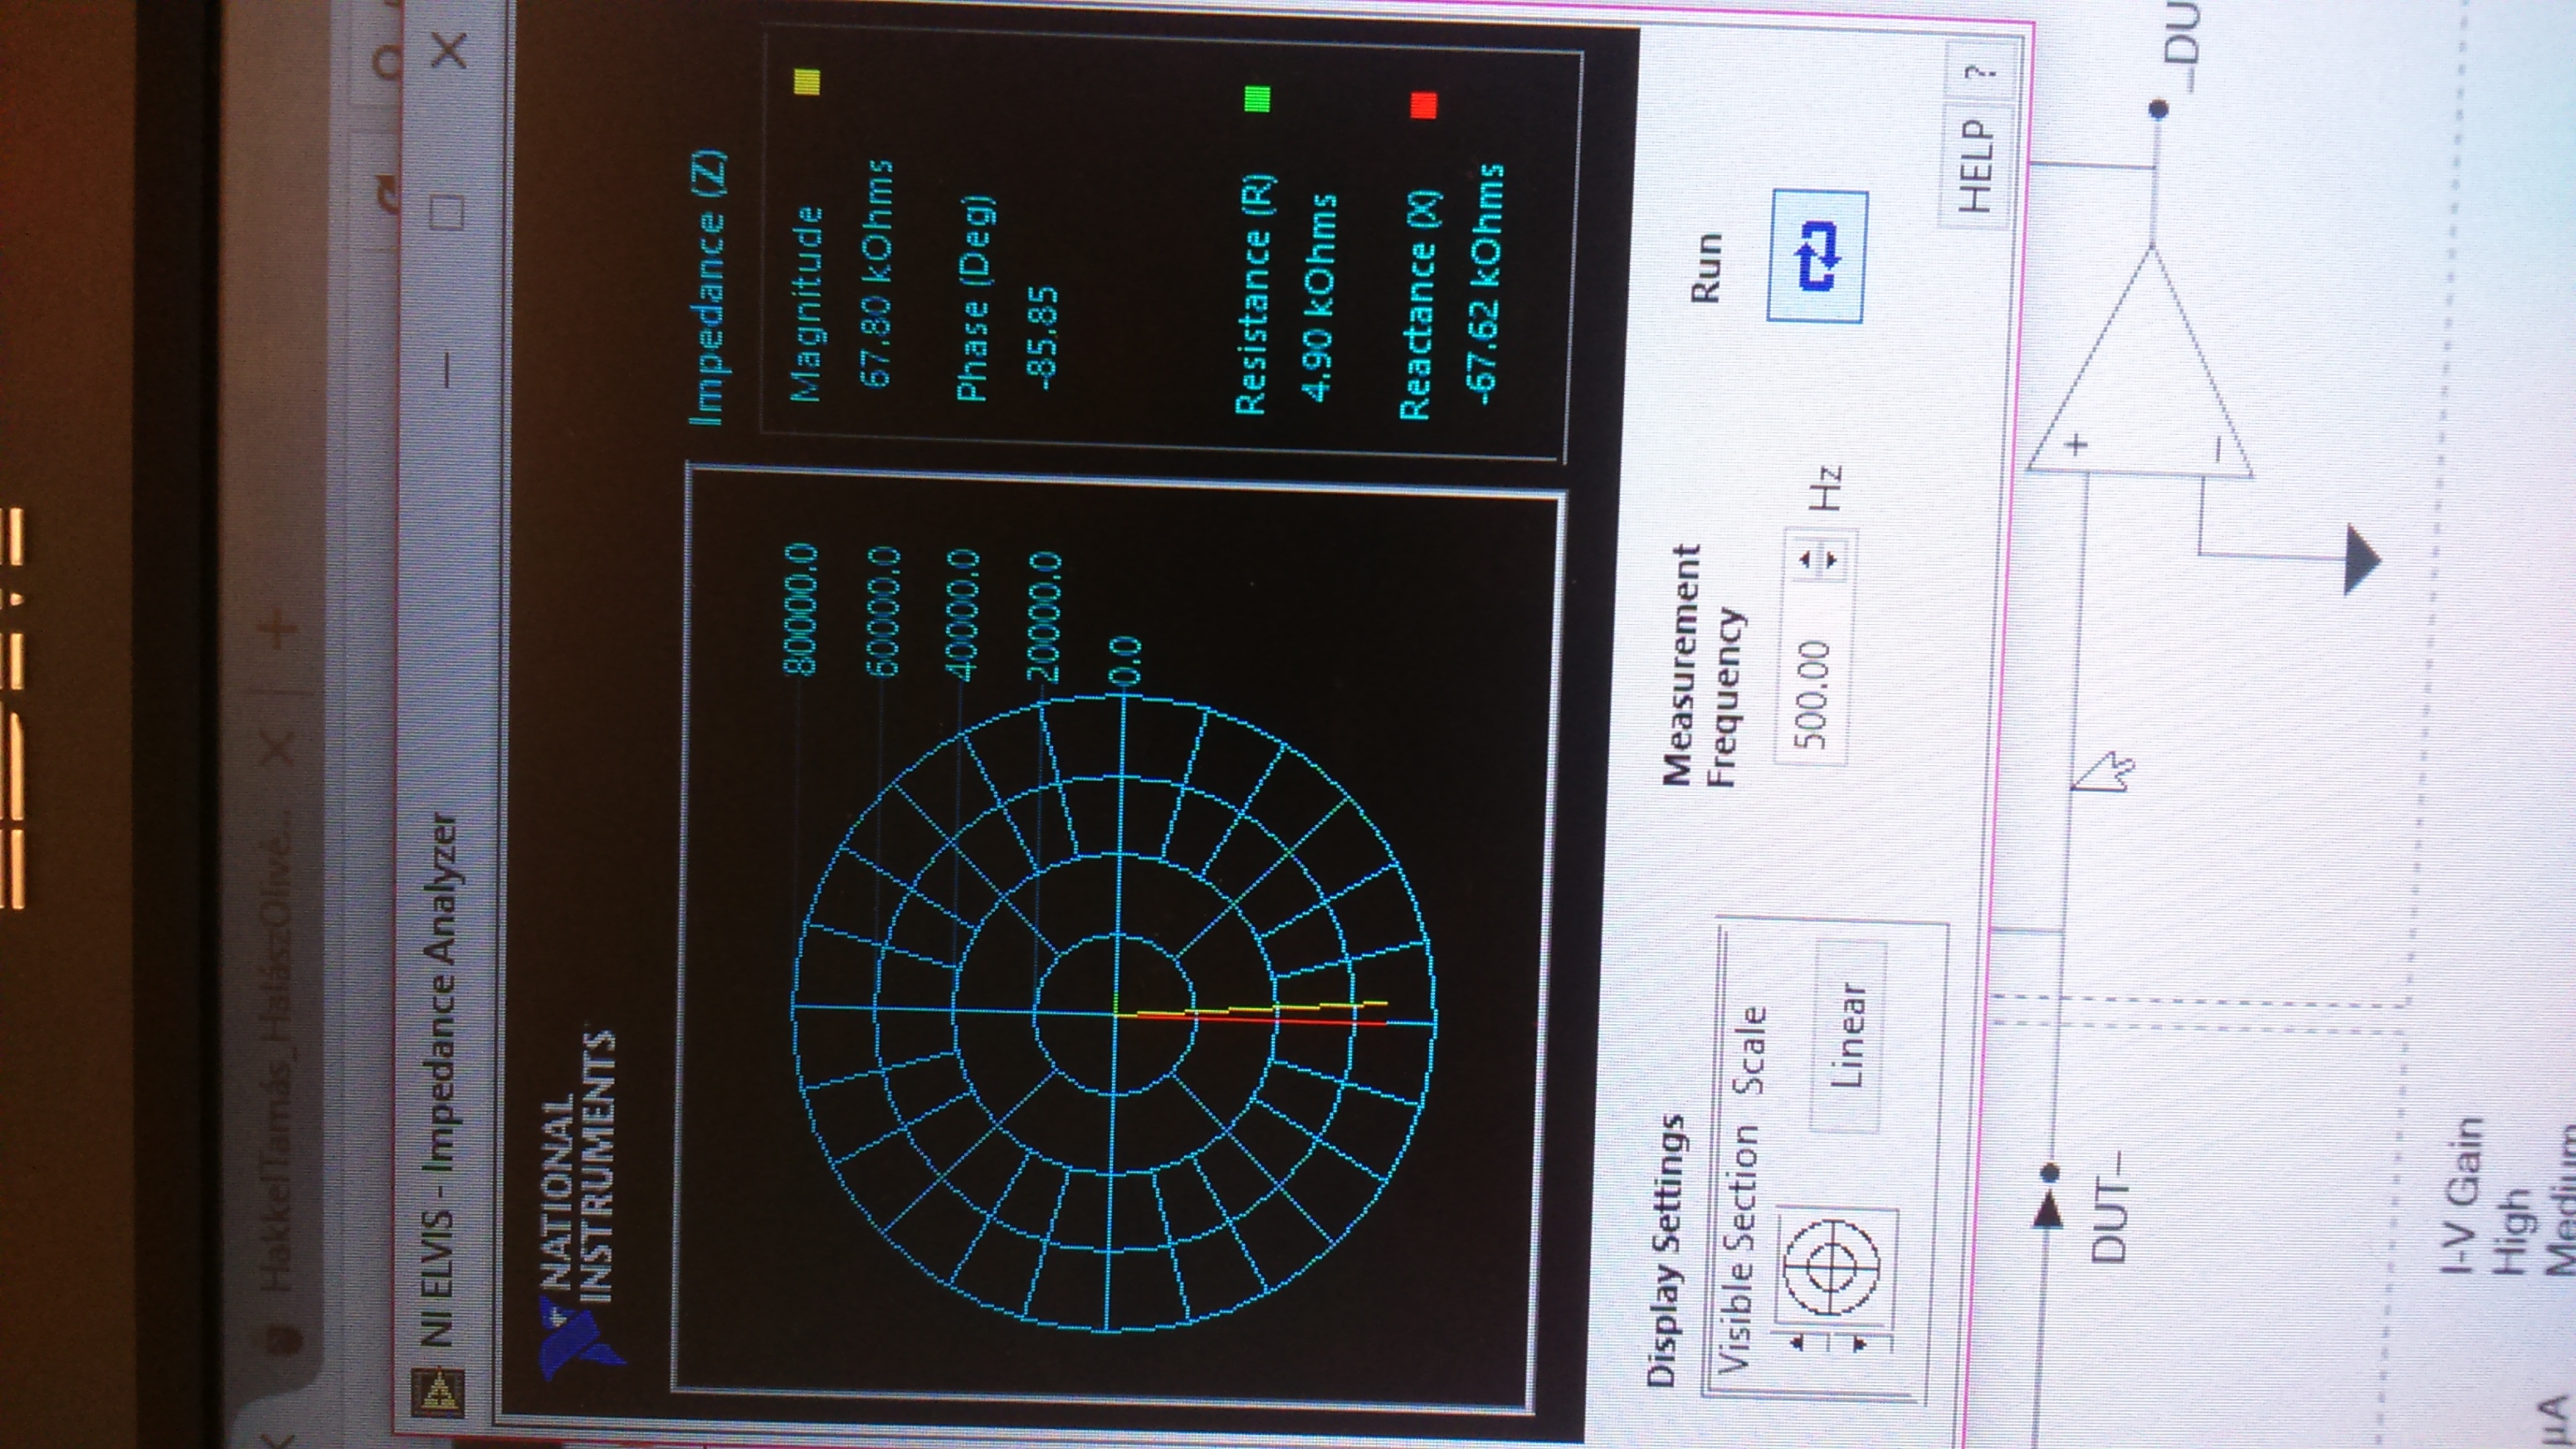 HakkelTamás_HalászOlivé...
NI ELVIS - Impedance Analyzer
NATIONAL
INSTRUMENTS
Impedance (Z)
80000.0
Magnitude
60000.0
67.80 kOhms
40000.0
Phase (Deg)
20000.0
-85.85
0.0
Resistance (R)
4.90 kOhms
Reactance (X)
-67.62 kOhms
Display Settings
Measurement
Frequency
Run
Visible Section
Scale
500.00
Hz
Linear
HELP
?
+
DUT–
–
_DU
I-V Gain
High
µA
Medium